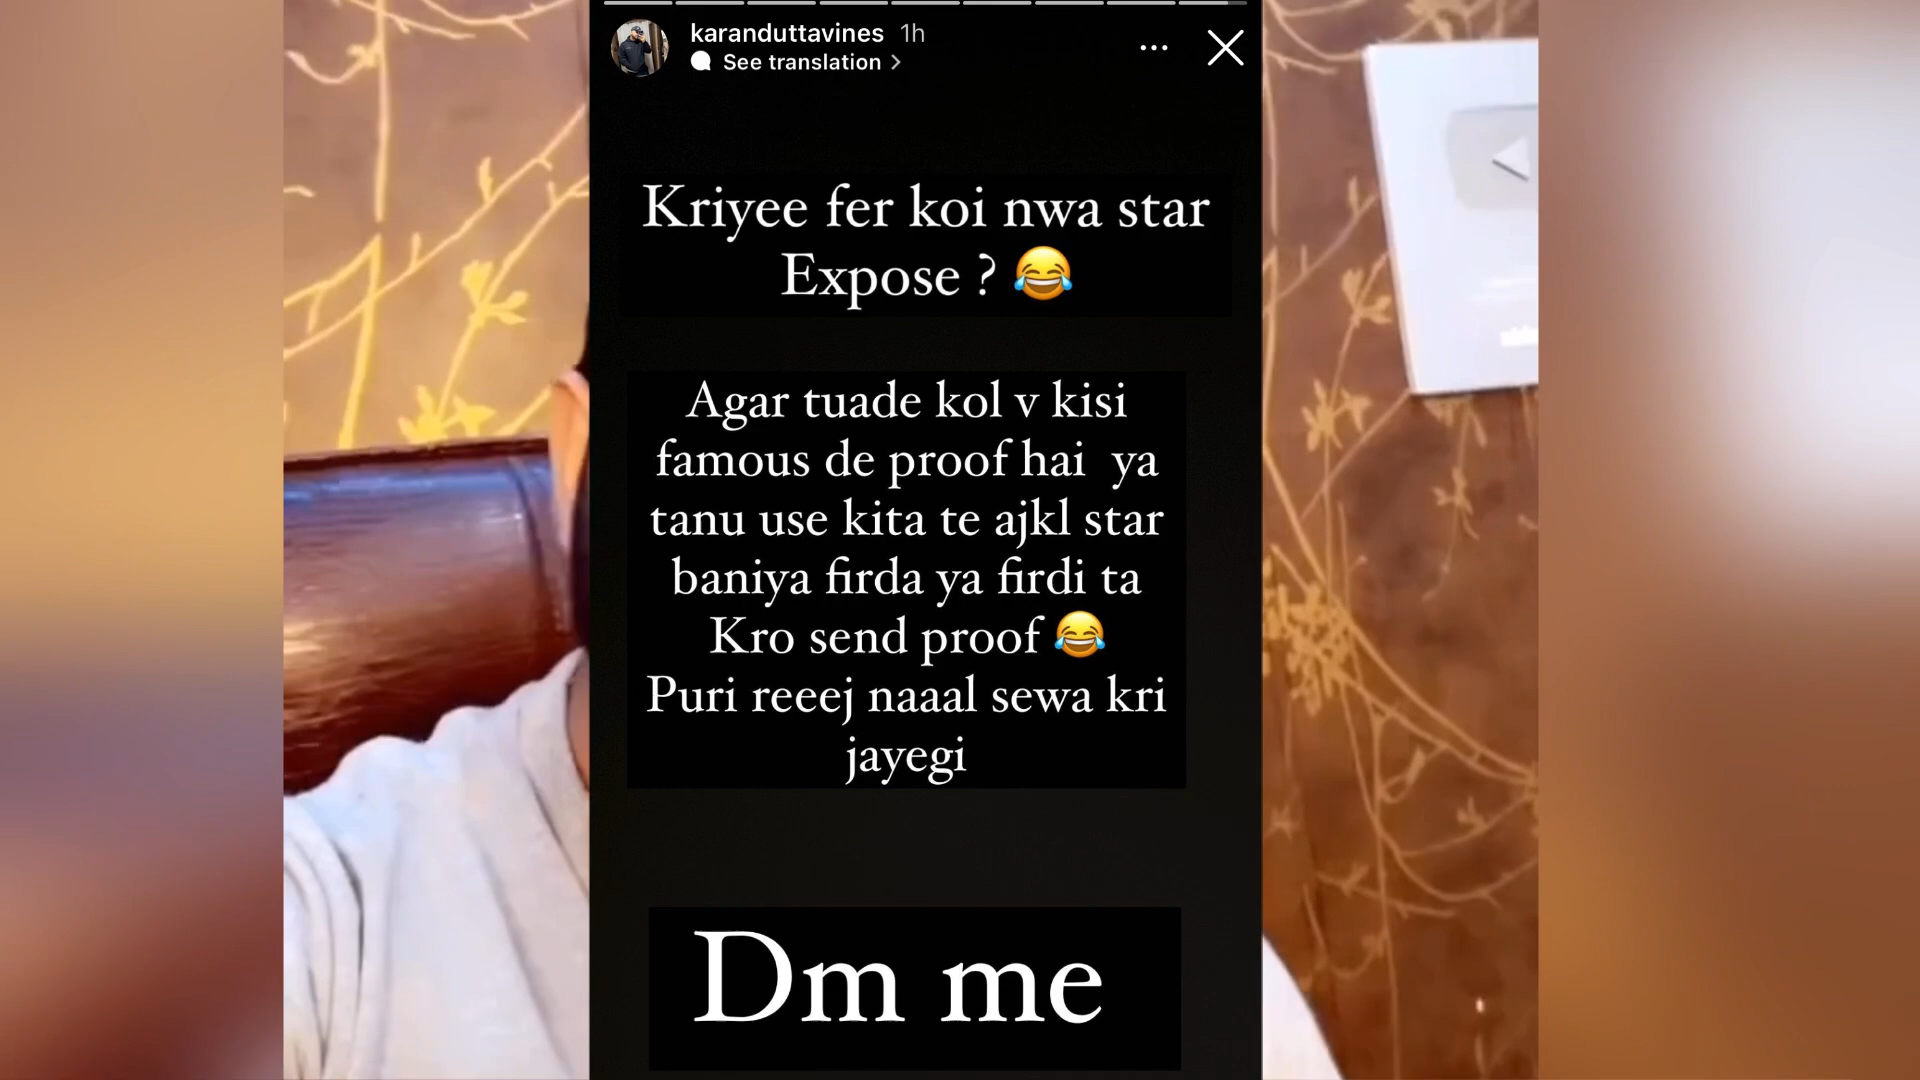 karanduttavines 1h
See translation >
Kriyee fer koi nwa star
Expose ? 😂
Agar tuade kol v kisi
famous de proof hai ya
tanu use kita te ajkl star
baniya firda ya firdi ta
Kro send proof 😂
Puri reeej naaal sewa kri
jayegi
Dm me